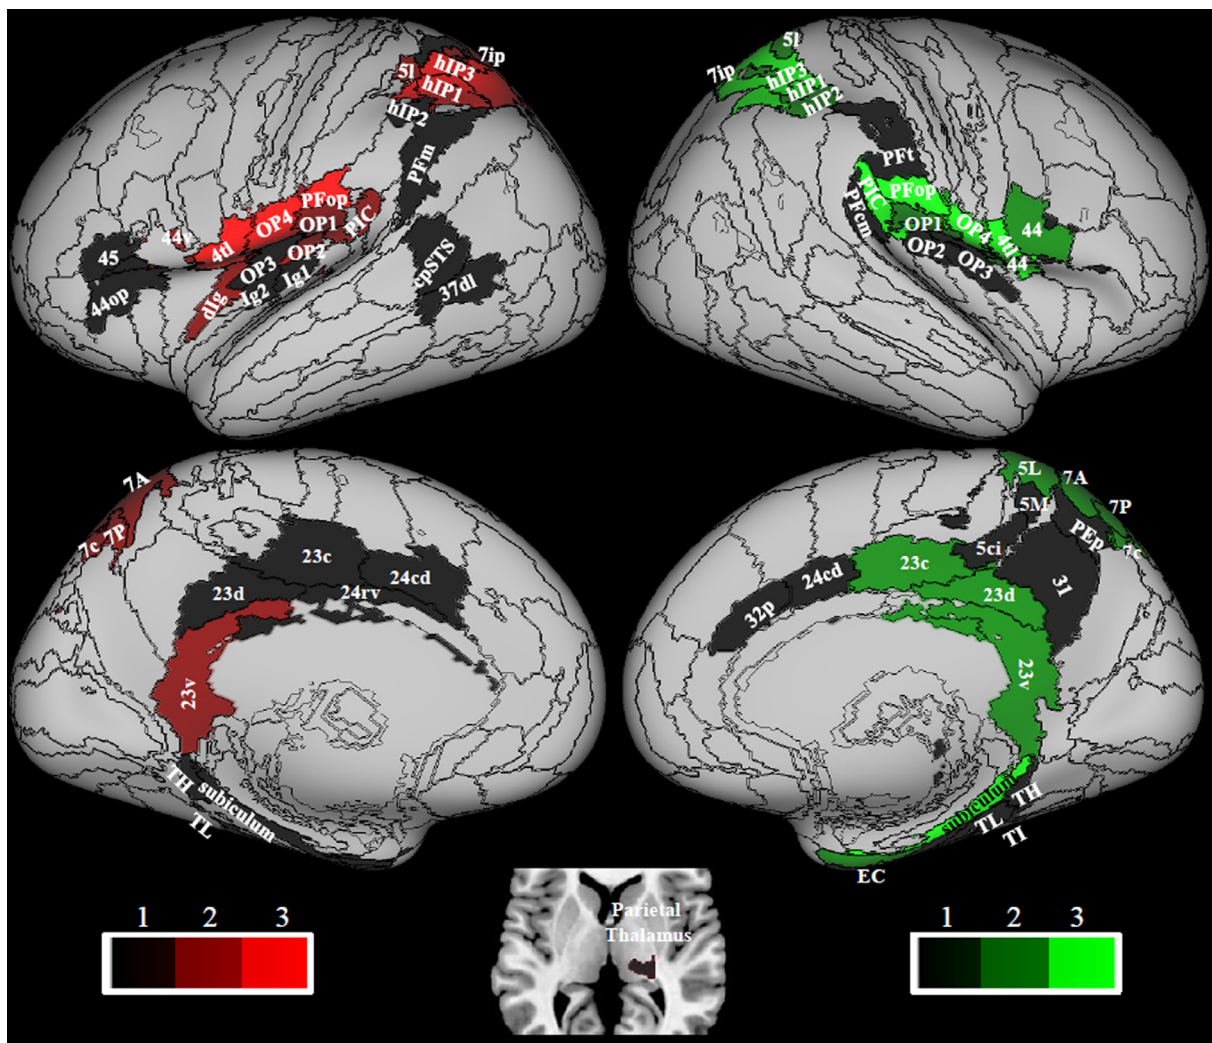 7ip
5l
hIP3
hIP1
hIP2
PFm
PFop
OP4
OP1
PIC
44v
4tl
OP2
OP3
Ig1
Ig2
dIg
45
44op
cpSTS
37dl
5l
7ip
hIP3
hIP1
hIP2
PFt
PIC
PFop
PFcm
OP1
OP4
44
4tl
44
OP2
OP3
7A
7c
7P
23c
24cd
23d
24rv
23v
TH
subiculum
TL
5L
7A
5M
7P
PEp
7c
5ci
23c
24cd
31
23d
32p
23v
subiculum
TH
TL
TI
EC
1 2 3
Parietal
Thalamus
1 2 3